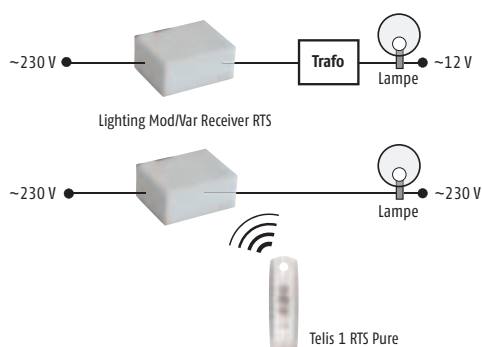 ~230 V
Trafo
~12 V
Lampe
Lighting Mod/Var Receiver RTS
~230 V
~230 V
Lampe
Telis 1 RTS Pure